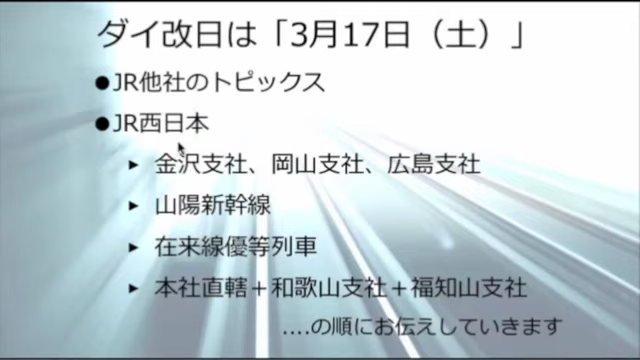 ダイ改日は「3月17日（土）」
●JR他社のトピックス
●JR西日本
▸ 金沢支社、岡山支社、広島支社
▸ 山陽新幹線
▸ 在来線優等列車
▸ 本社直轄＋和歌山支社＋福知山支社
....の順にお伝えしていきます